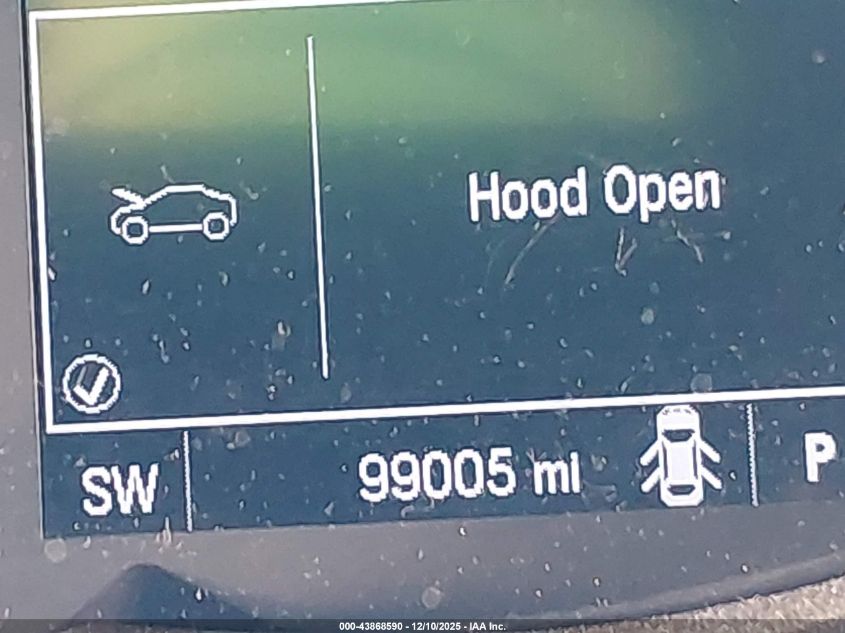 Hood Open
SW
99005 mi
P
000-43868590 - 12/10/2025 - IAA Inc.